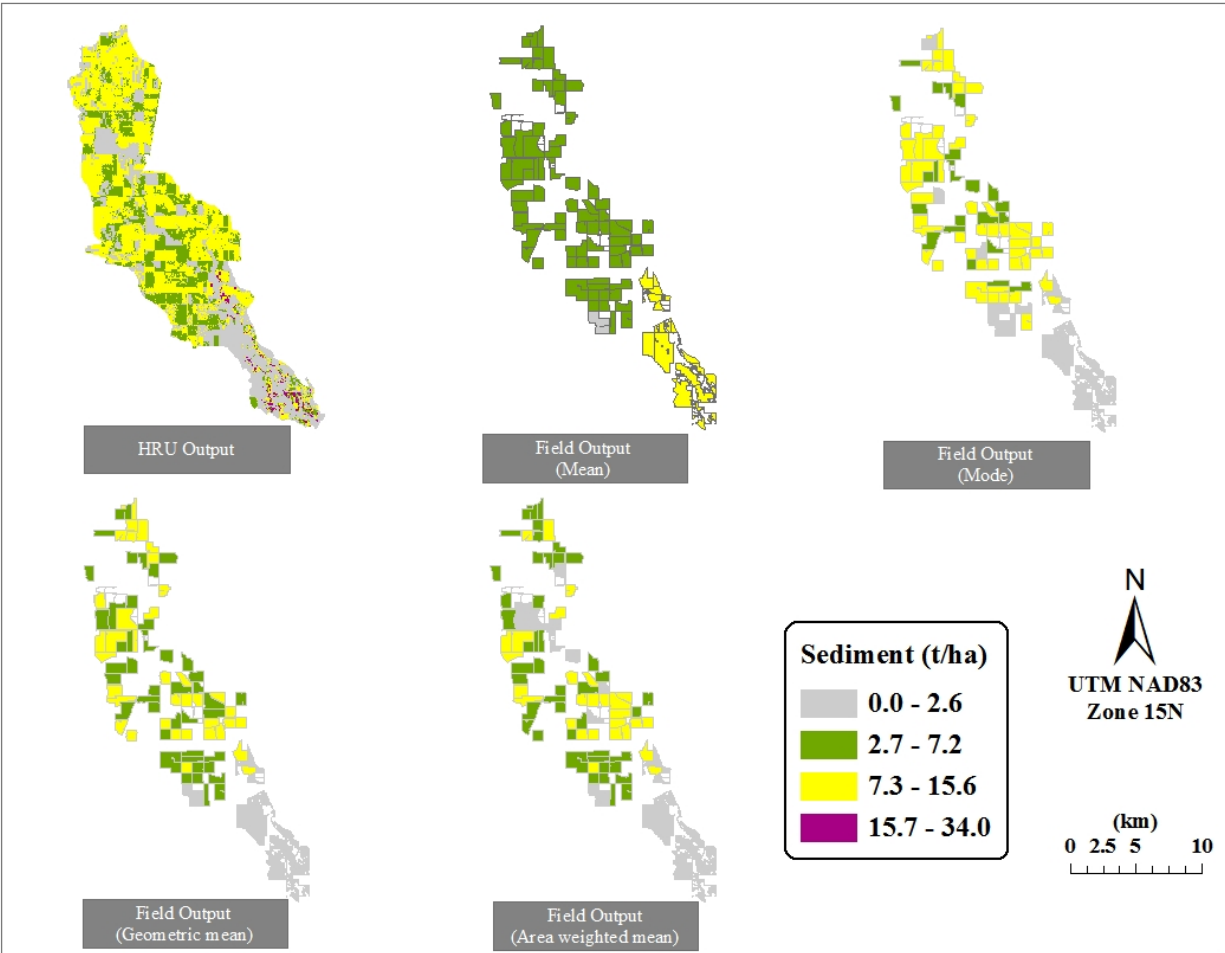 HRU Output
Field Output
(Mean)
Field Output
(Mode)
Field Output
(Geometric mean)
Field Output
(Area weighted mean)
Sediment (t/ha)
0.0 - 2.6
2.7 - 7.2
7.3 - 15.6
15.7 - 34.0
N
UTM NAD83
Zone 15N
(km)
0 2.5 5 10